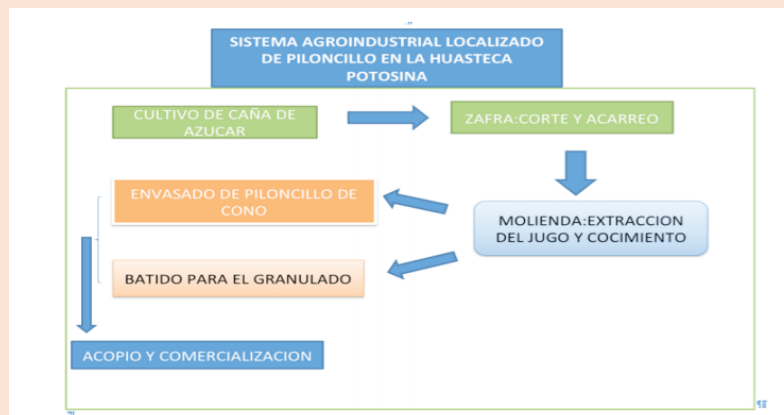 SISTEMA AGROINDUSTRIAL LOCALIZADO
DE PILONCILLO EN LA HUASTECA
POTOSINA
CULTIVO DE CAÑA DE
AZUCAR
ZAFRA:CORTE Y ACARREO
ENVASADO DE PILONCILLO DE
CONO
MOLIENDA:EXTRACCION
DEL JUGO Y COCIMIENTO
BATIDO PARA EL GRANULADO
ACOPIO Y COMERCIALIZACION